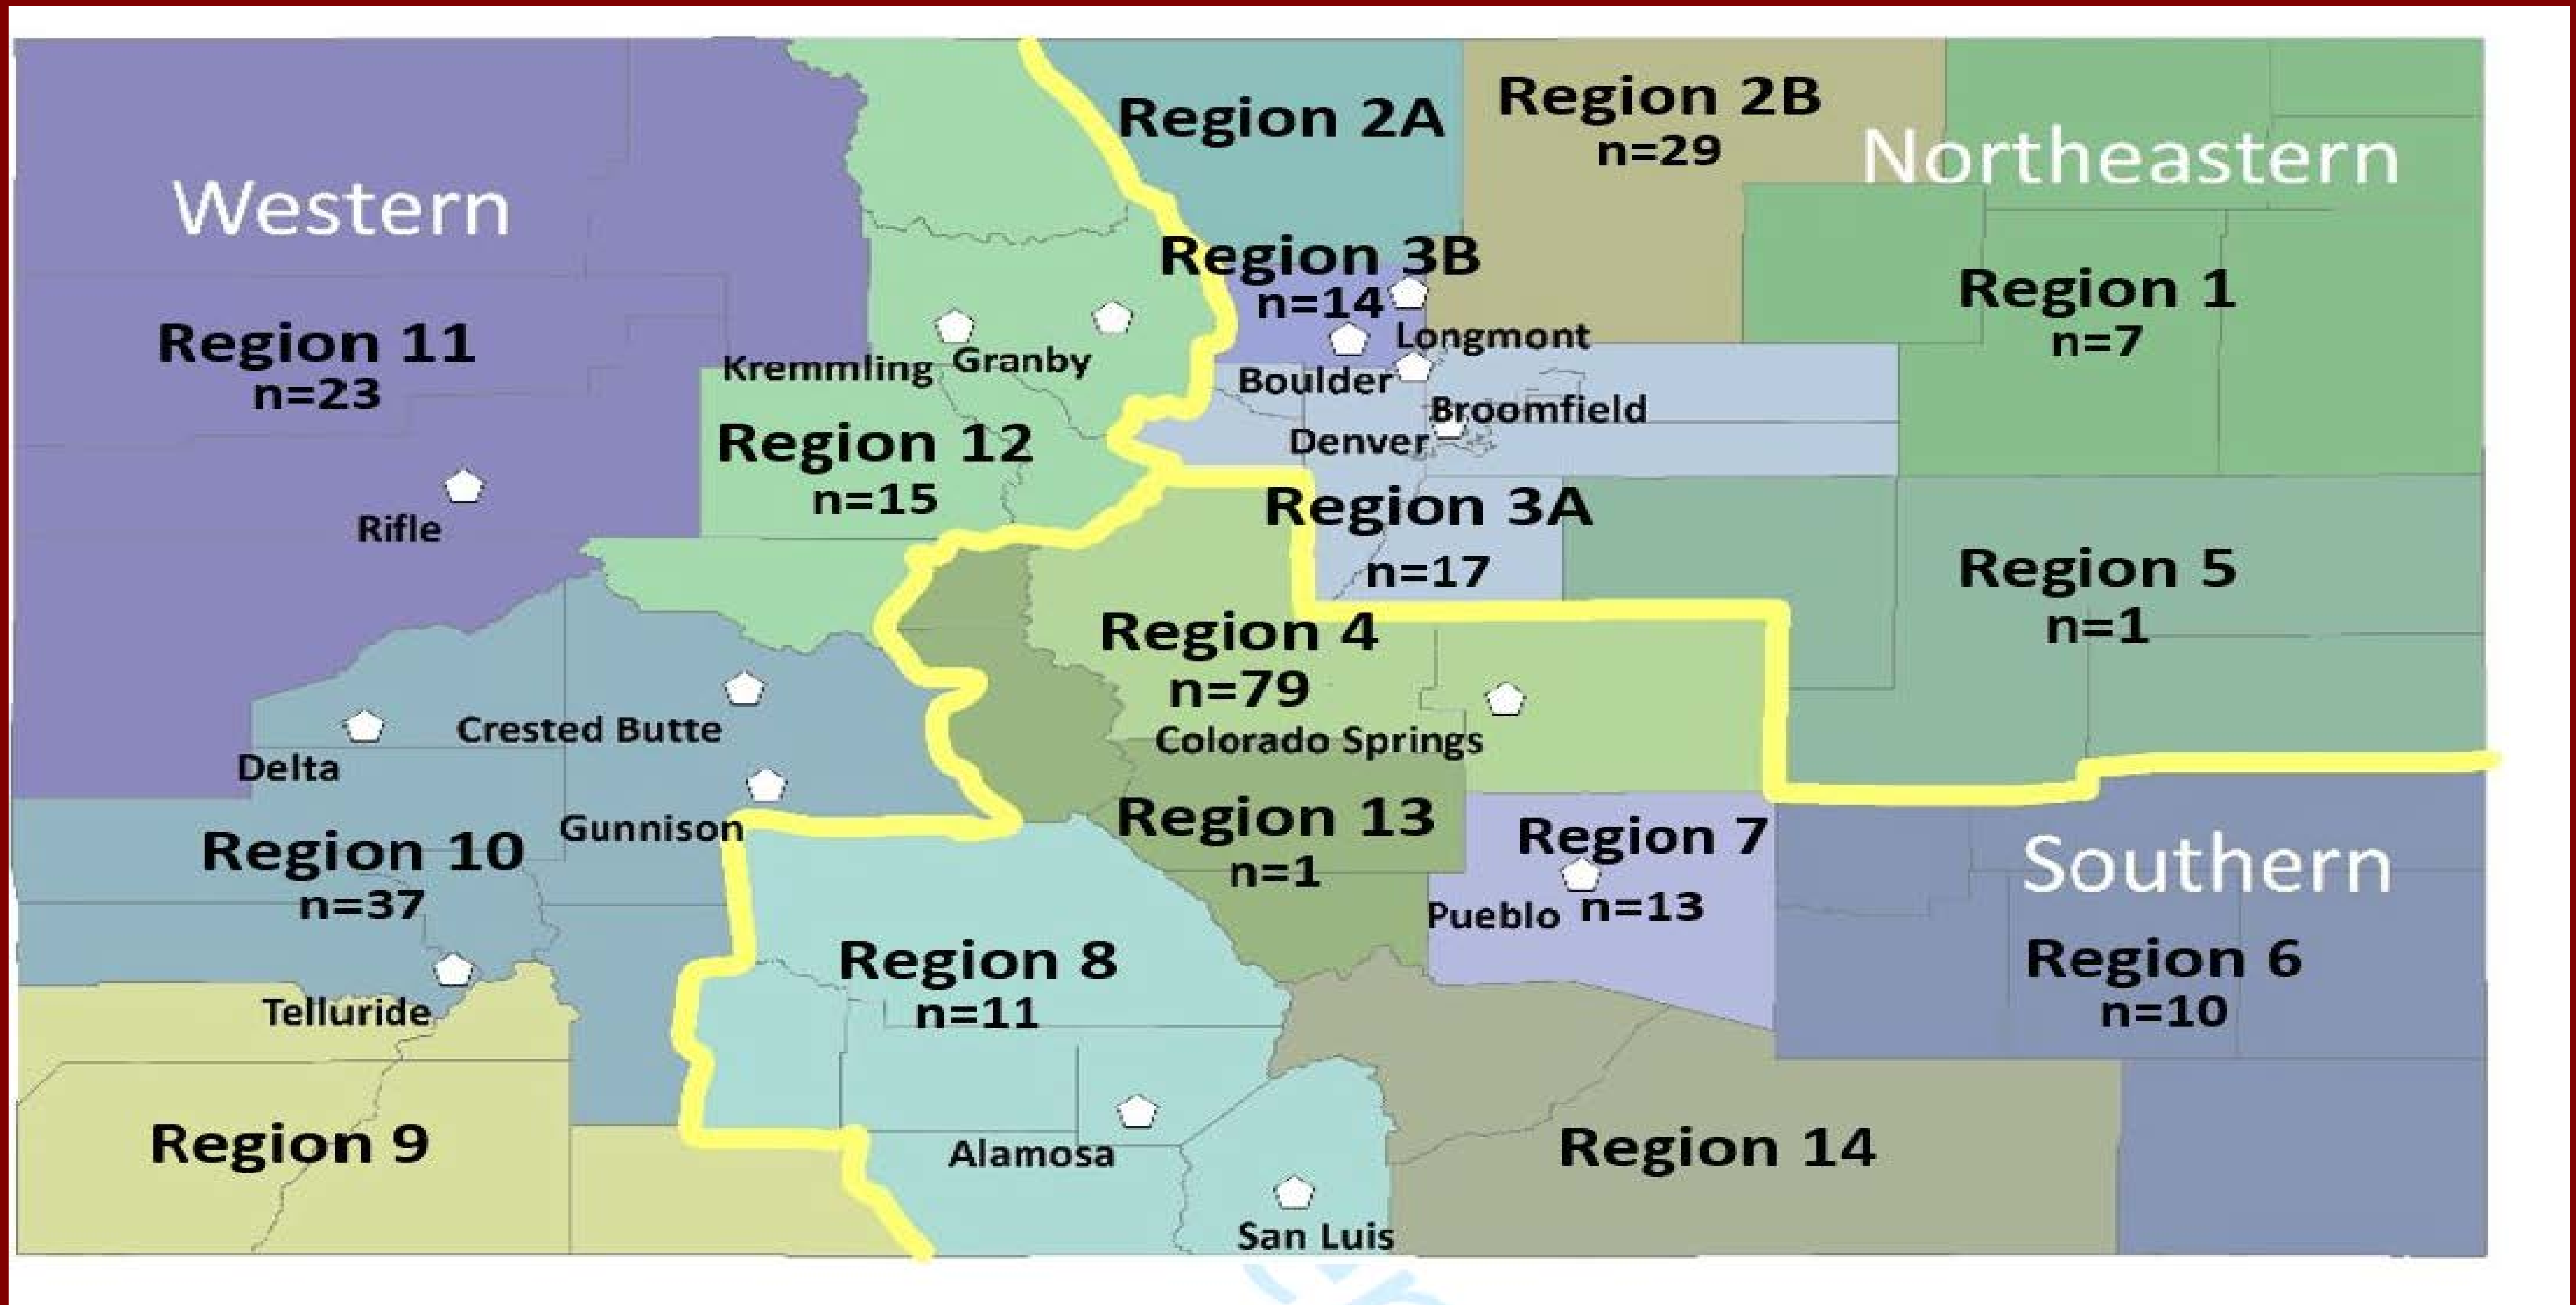 Region 2A
Region 2B
n=29
Northeastern
Western
Region 3B
n=14
Region 1
n=7
Longmont
Region 11
n=23
Kremmling
Granby
Boulder
Broomfield
Region 12
n=15
Denver
Rifle
Region 3A
n=17
Region 5
n=1
Region 4
n=79
Colorado Springs
Crested Butte
Delta
Gunnison
Region 10
n=37
Region 13
n=1
Region 7
n=13
Pueblo
Southern
Region 6
n=10
Region 8
n=11
Telluride
Region 9
Alamosa
Region 14
San Luis